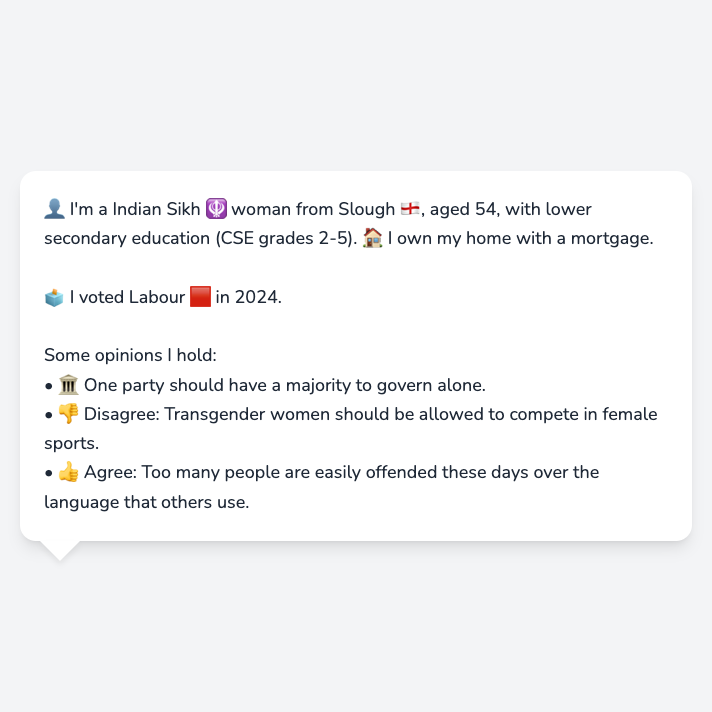 👤 I'm a Indian Sikh 🪯 woman from Slough 🏴󠁧󠁢󠁥󠁮󠁧󠁿, aged 54, with lower
secondary education (CSE grades 2-5). 🏠 I own my home with a mortgage.
🗳️ I voted Labour 🟥 in 2024.
Some opinions I hold:
• 🏛️ One party should have a majority to govern alone.
• 👎 Disagree: Transgender women should be allowed to compete in female
sports.
• 👍 Agree: Too many people are easily offended these days over the
language that others use.